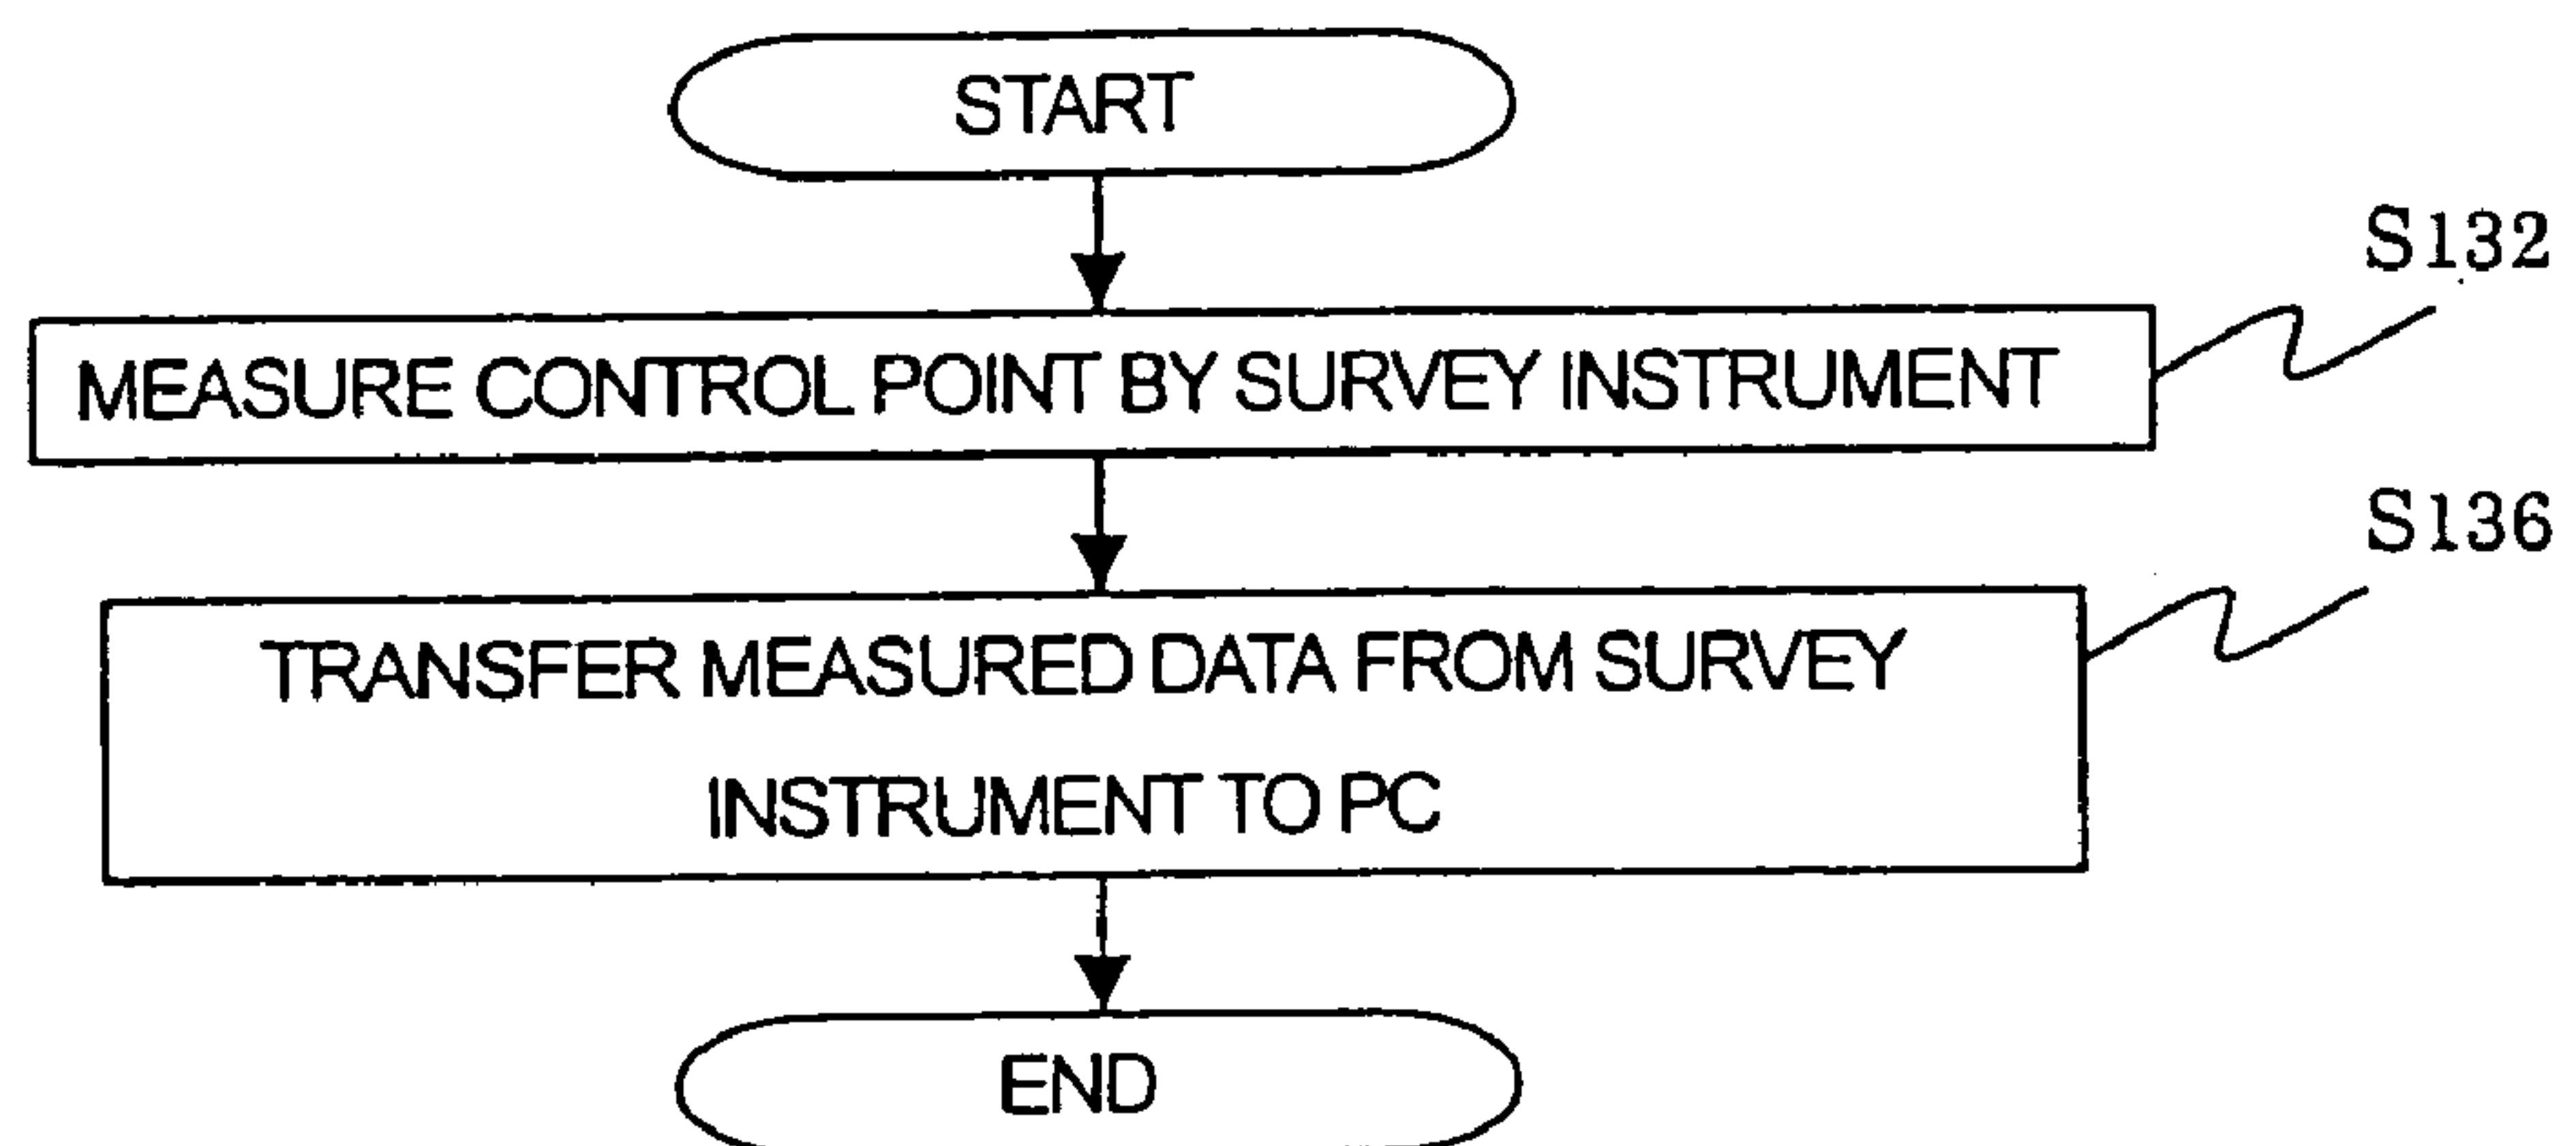 START
S132
MEASURE CONTROL POINT BY SURVEY INSTRUMENT
S136
TRANSFER MEASURED DATA FROM SURVEY
INSTRUMENT TO PC
END